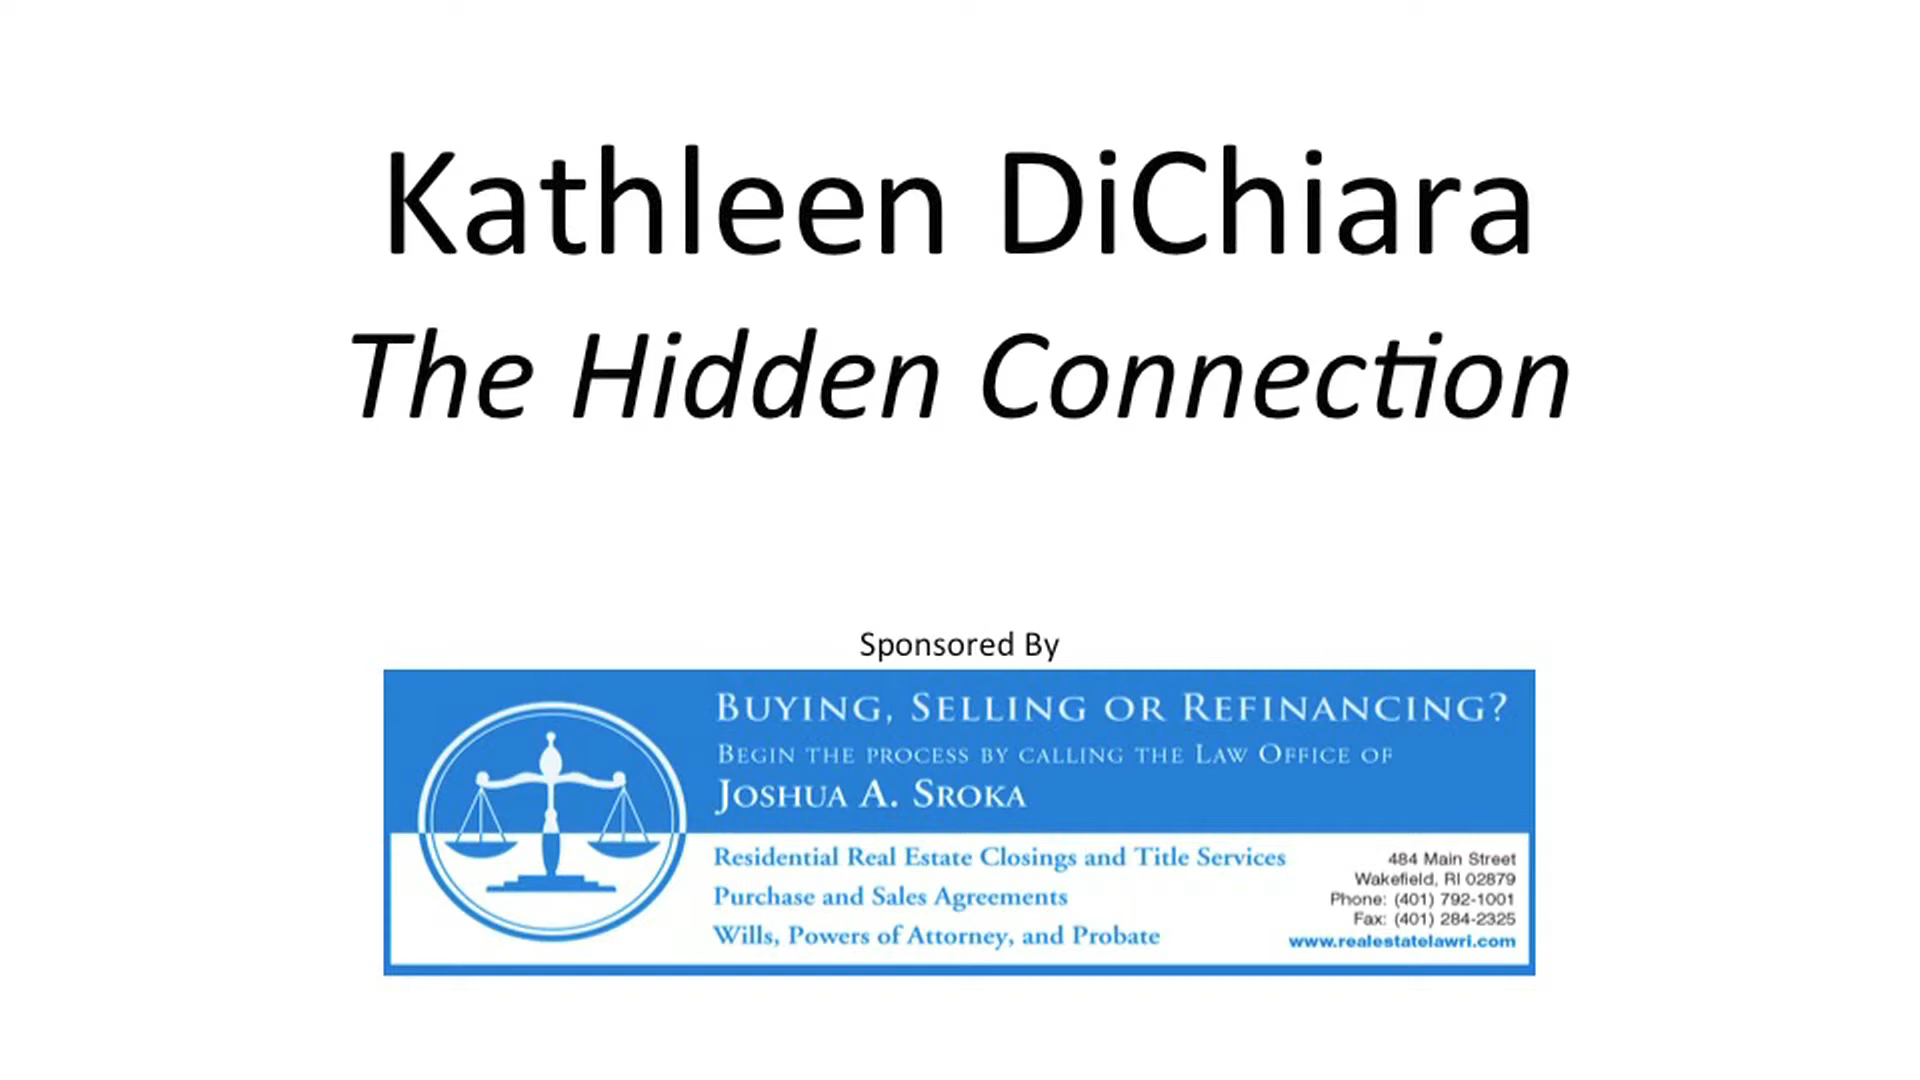 Kathleen DiChiara
The Hidden Connection
Sponsored By
BUYING, SELLING OR REFINANCING?
BEGIN THE PROCESS BY CALLING THE LAW OFFICE OF
JOSHUA A. SROKA
Residential Real Estate Closings and Title Services
Purchase and Sales Agreements
Wills, Powers of Attorney, and Probate
484 Main Street
Wakefield, RI 02879
Phone: (401) 792-1001
Fax: (401) 284-2325
www.realestatelawri.com